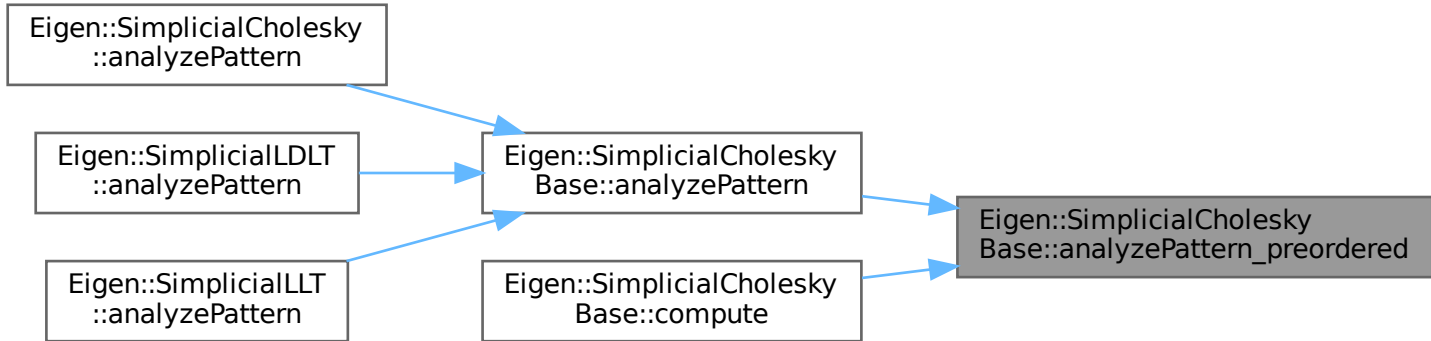 Eigen::SimplicialCholesky
::analyzePattern
Eigen::SimplicialLDLT
::analyzePattern
Eigen::SimplicialLLT
::analyzePattern
Eigen::SimplicialCholesky
Base::analyzePattern
Eigen::SimplicialCholesky
Base::compute
Eigen::SimplicialCholesky
Base::analyzePattern_preordered